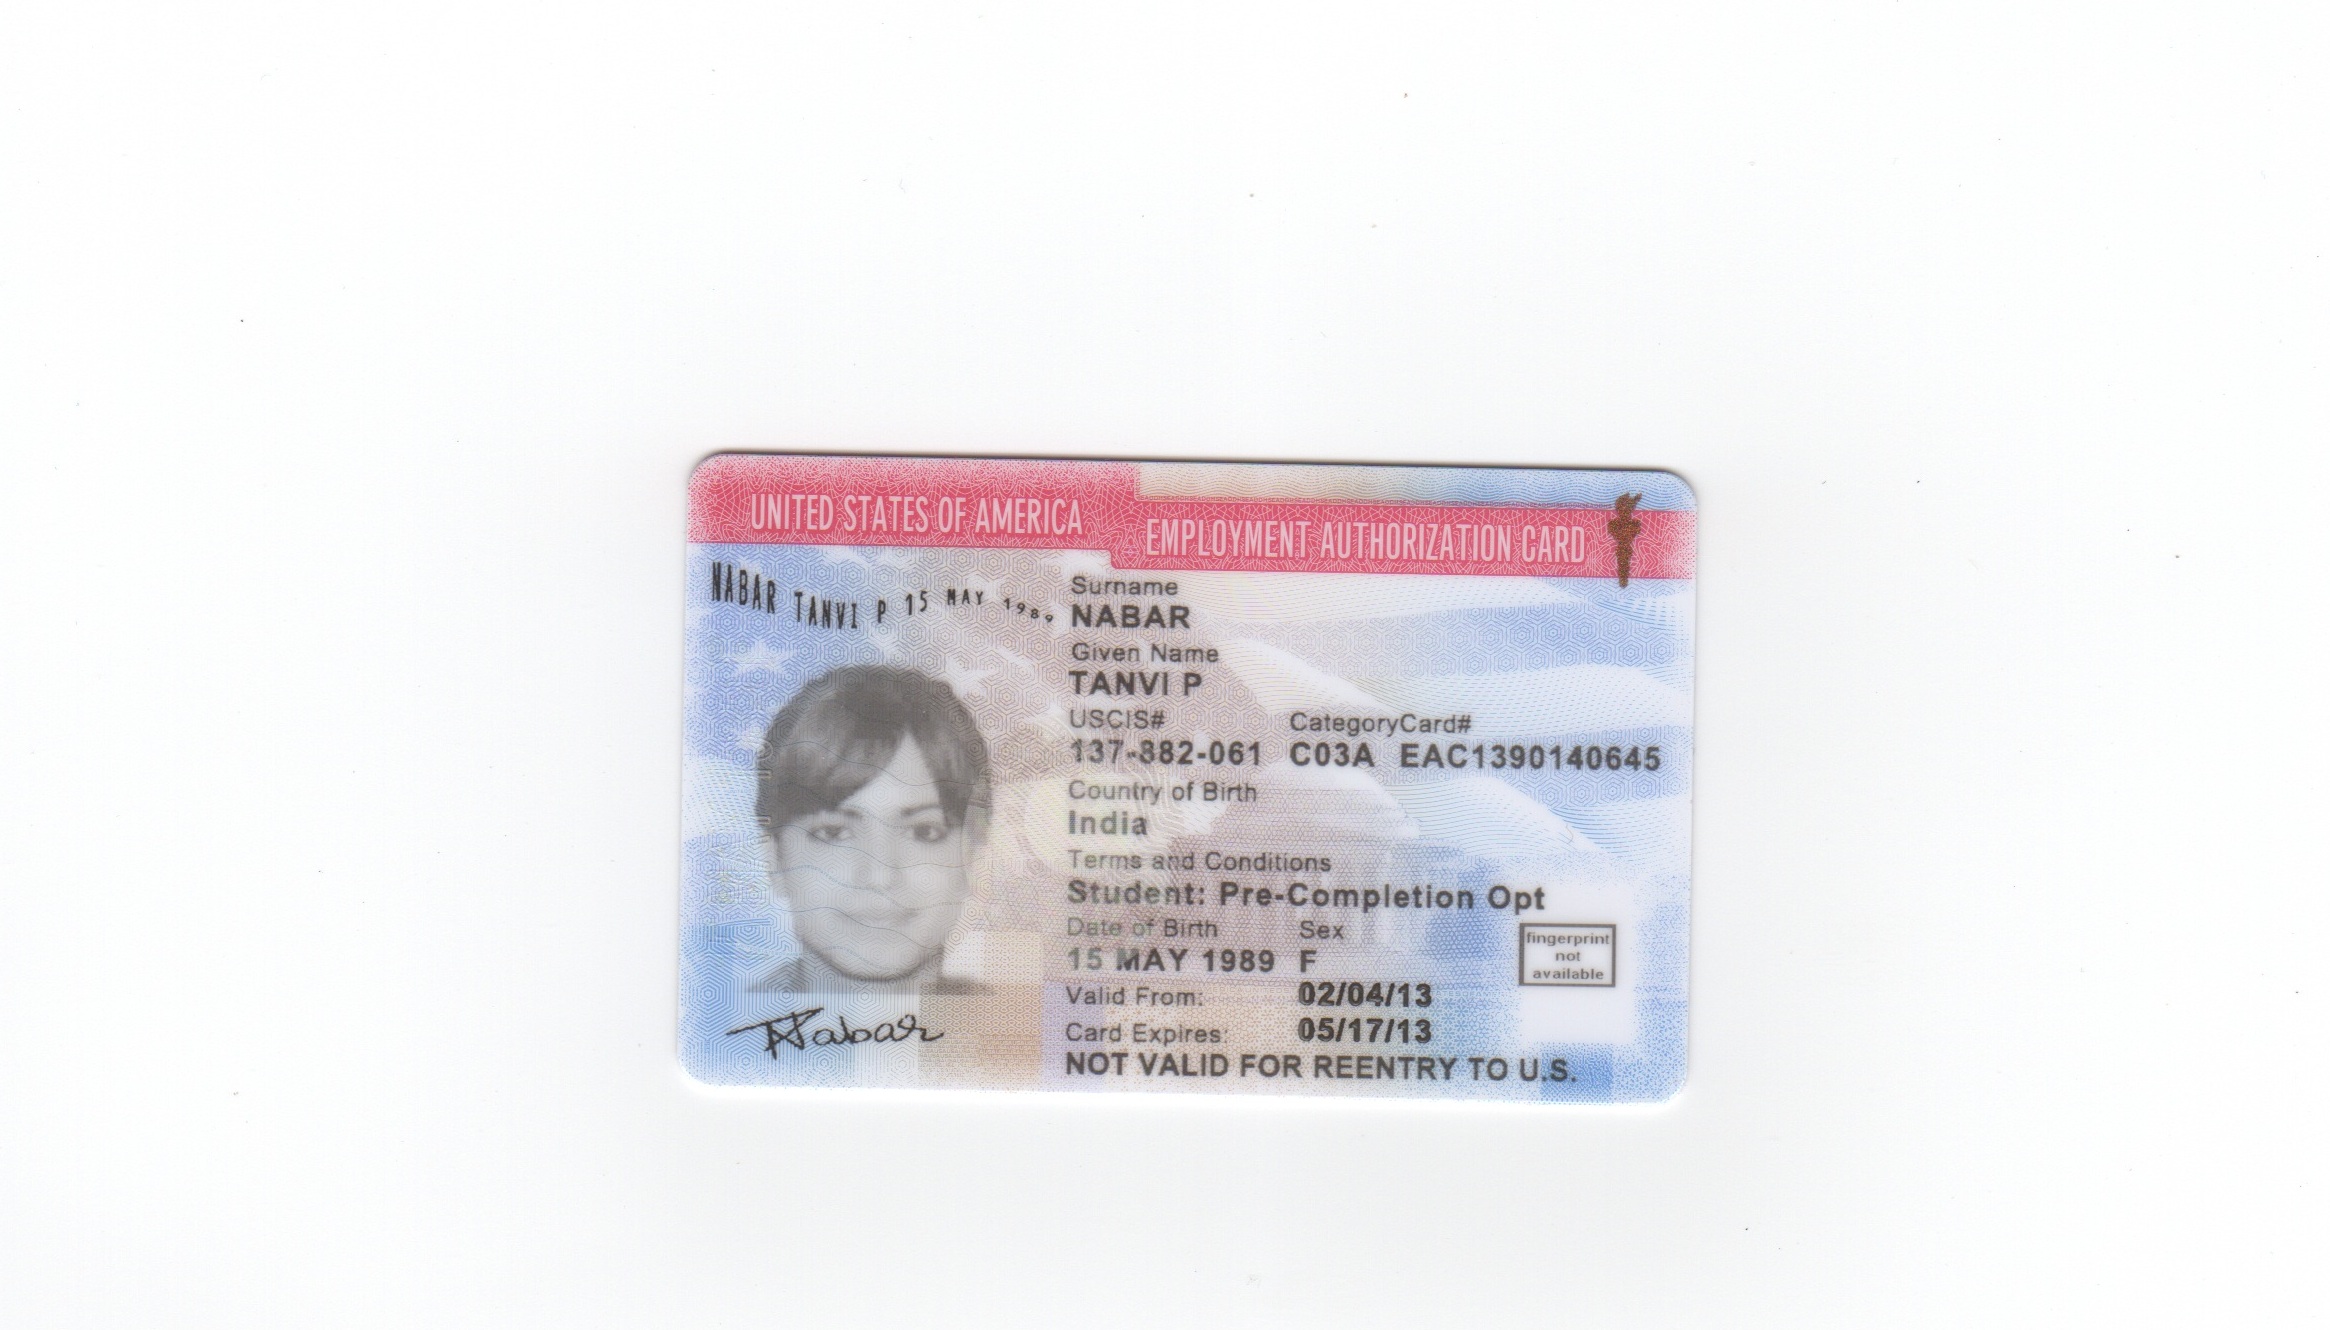 UNITED STATES OF AMERICA EMPLOYMENT AUTHORIZATION CARD
NABAR TANVI P 15 MAY 1989
Surname
NABAR
Given Name
TANVI P
USCIS# CategoryCard#
137-882-061 C03A EAC1390140645
Country of Birth
India
Terms and Conditions
Student: Pre-Completion Opt
Date of Birth Sex
15 MAY 1989 F
fingerprint
not
available
Valid From: 02/04/13
Card Expires: 05/17/13
NOT VALID FOR REENTRY TO U.S.
TNabar